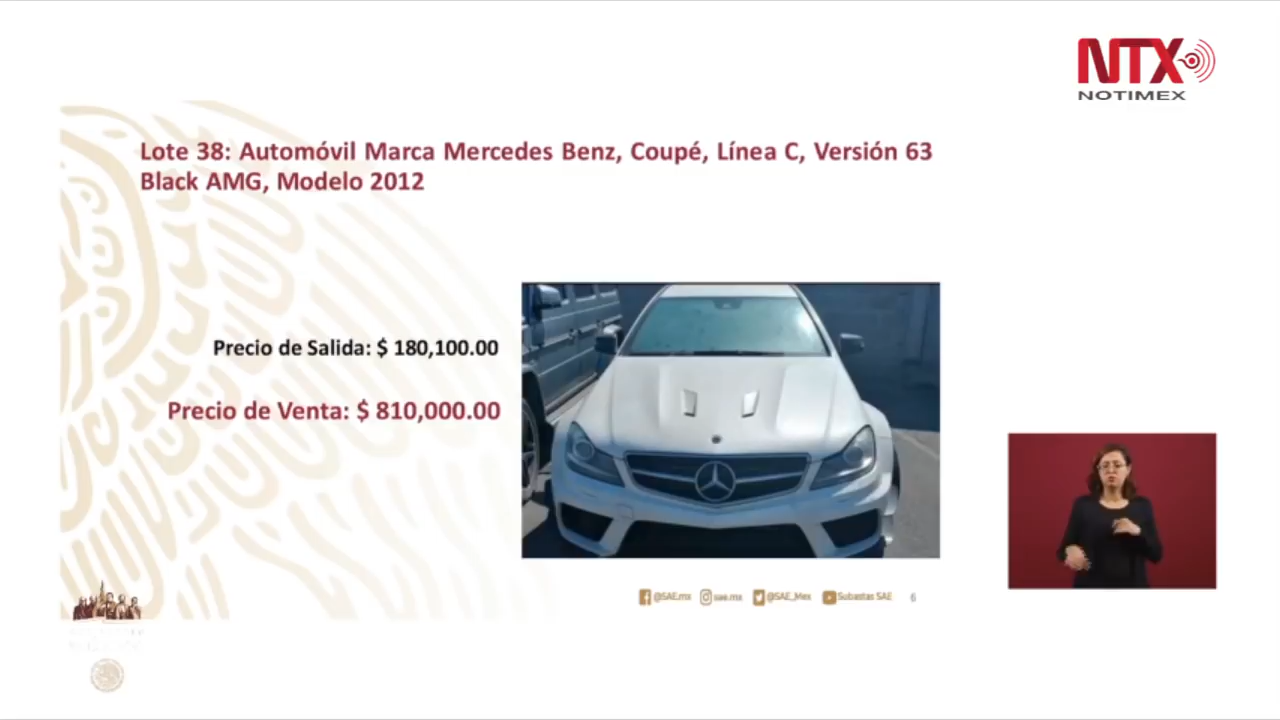 NTX
NOTIMEX
Lote 38: Automóvil Marca Mercedes Benz, Coupé, Línea C, Versión 63
Black AMG, Modelo 2012
Precio de Salida: $ 180,100.00
Precio de Venta: $ 810,000.00
@SAE.mx sae.mx @SAE_Mex Subastas SAE 6